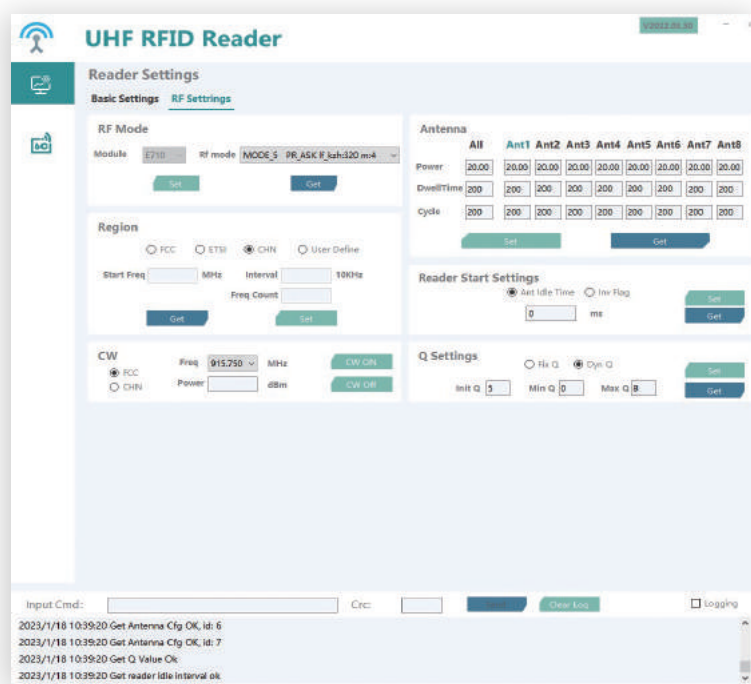 UHF RFID Reader
Reader Settings
Basic Settings RF Settrings
RF Mode
Module E710 Rf mode MODE_5 PR_ASK lf_kzh:320 m:4
Set Get
Region
FCC ETSI CHN User Define
Start Freq MHz Interval 10KHz
Freq Count
Get Set
CW
FCC Freq 915.750 MHz CW ON
CHN Power dBm CW Off
Antenna
All Ant1 Ant2 Ant3 Ant4 Ant5 Ant6 Ant7 Ant8
Power 20.00 20.00 20.00 20.00 20.00 20.00 20.00 20.00 20.00
DwellTime 200 200 200 200 200 200 200 200 200
Cycle 200 200 200 200 200 200 200 200 200
Set Get
Reader Start Settings
Ant Idle Time Inv Flag Set
0 ms Get
Q Settings
Fix Q Dyn Q Set
Init Q 5 Min Q 0 Max Q 8 Get
Input Cmd: Crc: Clear Log Logging
2023/1/18 10:39:20 Get Antenna Cfg OK, id: 6
2023/1/18 10:39:20 Get Antenna Cfg OK, id: 7
2023/1/18 10:39:20 Get Q Value Ok
2023/1/18 10:39:20 Get reader idle interval ok